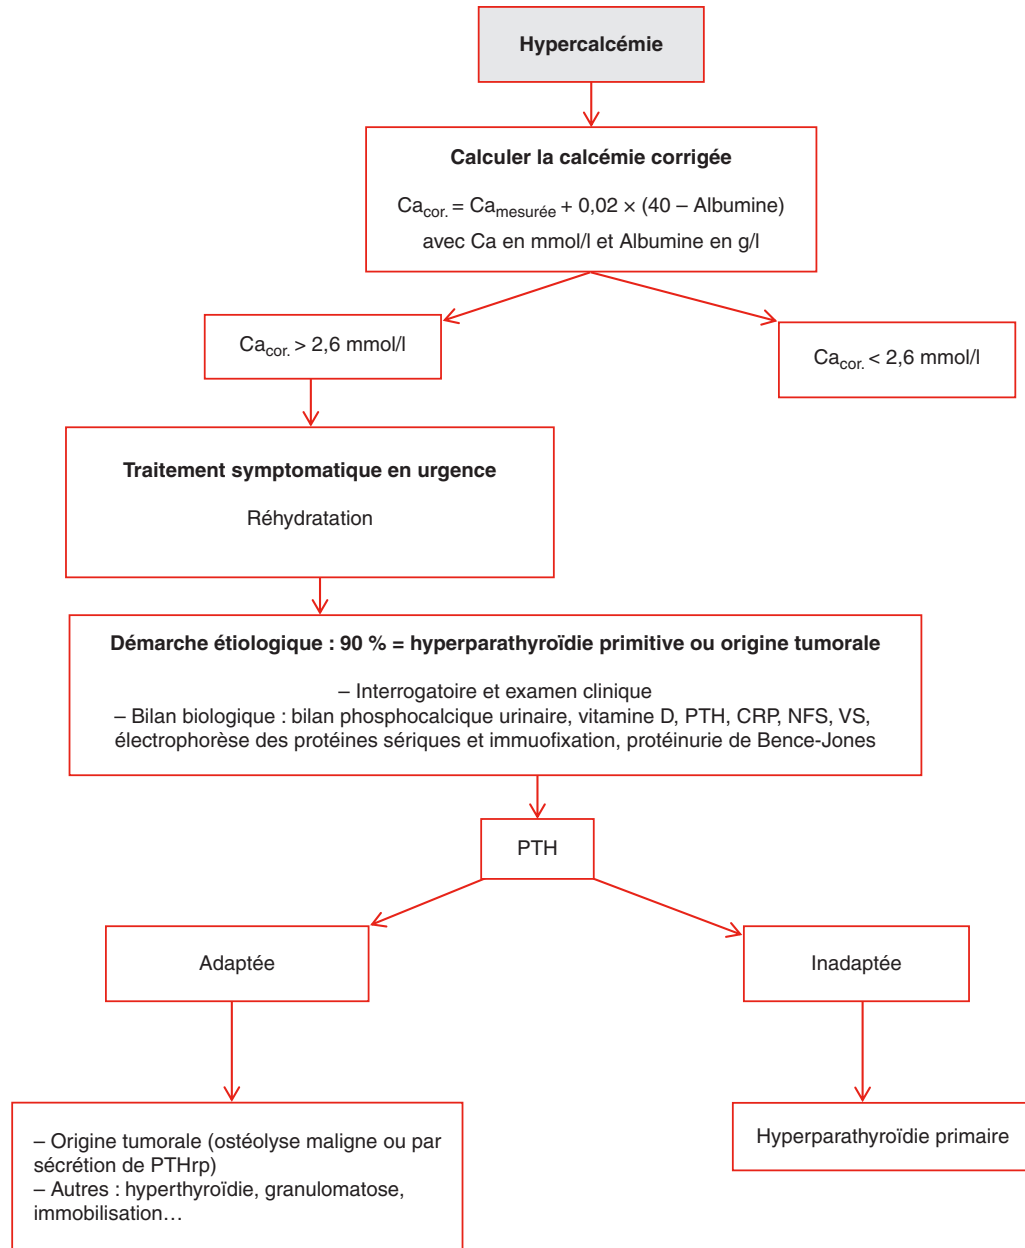 Hypercalcémie
Calculer la calcémie corrigée
Ca_cor. = Ca_mesurée + 0,02 × (40 – Albumine)
avec Ca en mmol/l et Albumine en g/l
Ca_cor. > 2,6 mmol/l
Ca_cor. < 2,6 mmol/l
Traitement symptomatique en urgence
Réhydratation
Démarche étiologique : 90 % = hyperparathyroïdie primitive ou origine tumorale
– Interrogatoire et examen clinique
– Bilan biologique : bilan phosphocalcique urinaire, vitamine D, PTH, CRP, NFS, VS,
électrophorèse des protéines sériques et immuofixation, protéinurie de Bence-Jones
PTH
Adaptée
Inadaptée
– Origine tumorale (ostéolyse maligne ou par
sécrétion de PTHrp)
– Autres : hyperthyroïdie, granulomatose,
immobilisation…
Hyperparathyroïdie primaire